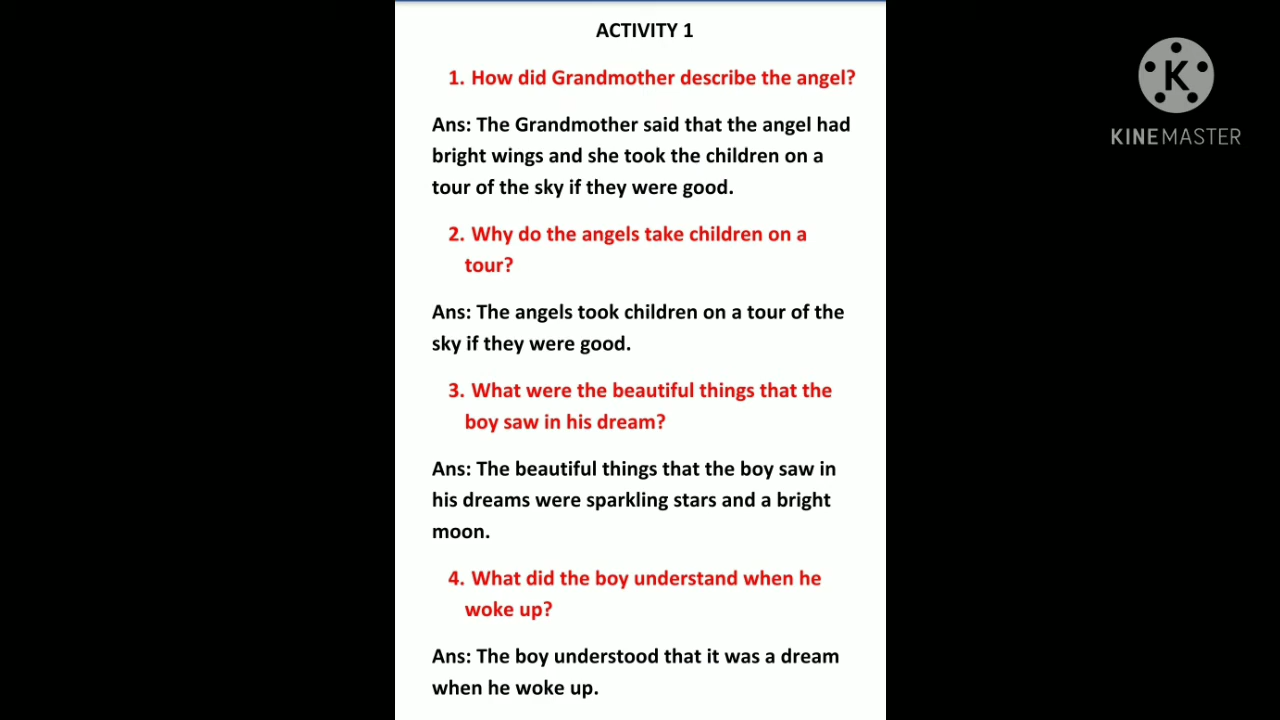 ACTIVITY 1
1. How did Grandmother describe the angel?
Ans: The Grandmother said that the angel had
bright wings and she took the children on a
tour of the sky if they were good.
2. Why do the angels take children on a
tour?
Ans: The angels took children on a tour of the
sky if they were good.
3. What were the beautiful things that the
boy saw in his dream?
Ans: The beautiful things that the boy saw in
his dreams were sparkling stars and a bright
moon.
4. What did the boy understand when he
woke up?
Ans: The boy understood that it was a dream
when he woke up.
K
KINEMASTER